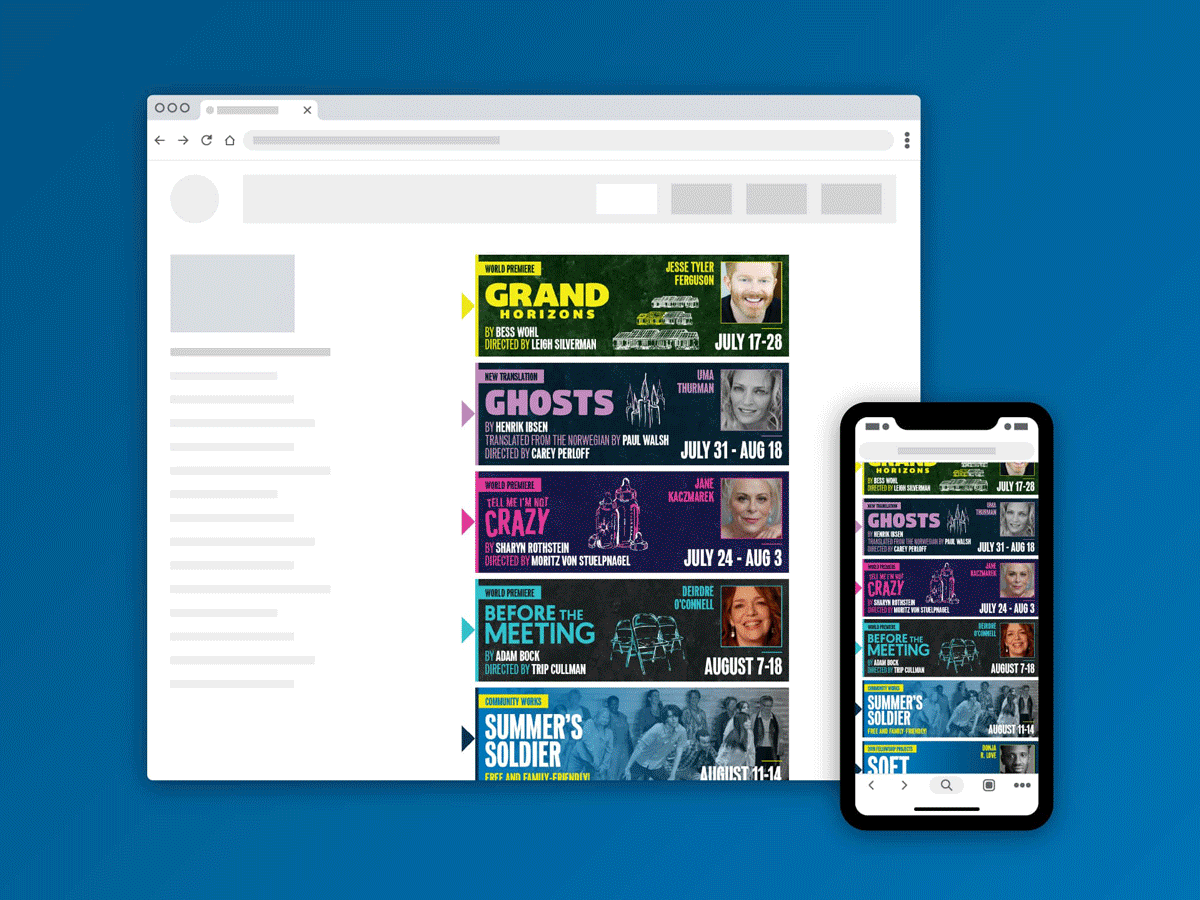 WORLD PREMIERE
GRAND
HORIZONS
BY BESS WOHL
DIRECTED BY LEIGH SILVERMAN
JESSE TYLER
FERGUSON
JULY 17-28
NEW TRANSLATION
GHOSTS
BY HENRIK IBSEN
TRANSLATED FROM THE NORWEGIAN BY PAUL WALSH
DIRECTED BY CAREY PERLOFF
UMA
THURMAN
JULY 31 - AUG 18
WORLD PREMIERE
TELL ME I'M NOT
CRAZY
BY SHARYN ROTHSTEIN
DIRECTED BY MORITZ VON STUELPNAGEL
JANE
KACZMAREK
JULY 24 - AUG 3
WORLD PREMIERE
BEFORE THE
MEETING
BY ADAM BOCK
DIRECTED BY TRIP CULLMAN
DEIRDRE
O'CONNELL
AUGUST 7-18
COMMUNITY WORKS
SUMMER'S
SOLDIER
FREE AND FAMILY-FRIENDLY!
AUGUST 11-14
GRAND
HORIZONS
BY BESS WOHL
DIRECTED BY LEIGH SILVERMAN
JULY 17-28
NEW TRANSLATION
GHOSTS
BY HENRIK IBSEN
TRANSLATED FROM THE NORWEGIAN BY PAUL WALSH
DIRECTED BY CAREY PERLOFF
UMA
THURMAN
JULY 31 - AUG 18
WORLD PREMIERE
TELL ME I'M NOT
CRAZY
BY SHARYN ROTHSTEIN
DIRECTED BY MORITZ VON STUELPNAGEL
JANE
KACZMAREK
JULY 24 - AUG 3
WORLD PREMIERE
BEFORE THE
MEETING
BY ADAM BOCK
DIRECTED BY TRIP CULLMAN
DEIRDRE
O'CONNELL
AUGUST 7-18
COMMUNITY WORKS
SUMMER'S
SOLDIER
FREE AND FAMILY-FRIENDLY!
AUGUST 11-14
2019 FELLOWSHIP PROJECTS
SOFT
DONJA
R. LOVE